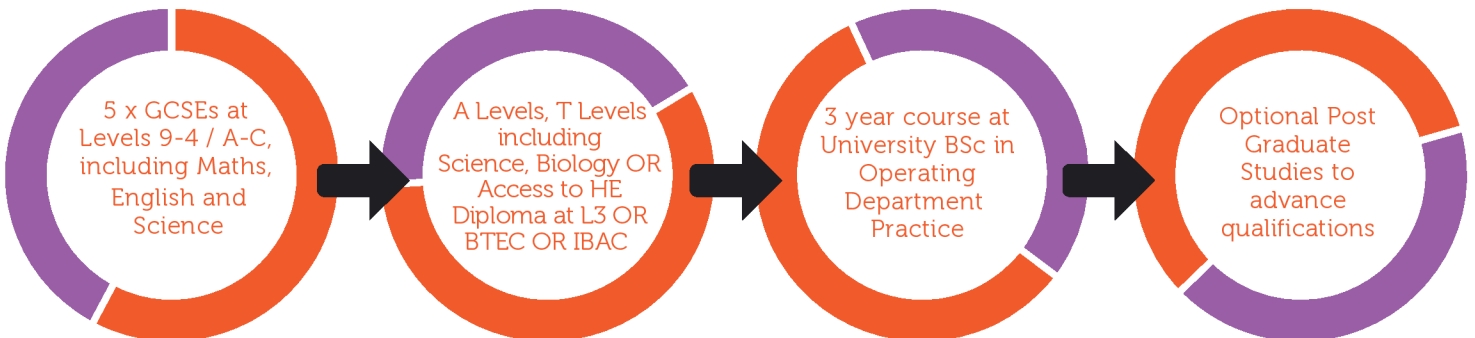 5 x GCSEs at
Levels 9-4 / A-C,
including Maths,
English and
Science
A Levels, T Levels
including
Science, Biology OR
Access to HE
Diploma at L3 OR
BTEC OR IBAC
3 year course at
University BSc in
Operating
Department
Practice
Optional Post
Graduate
Studies to
advance
qualifications